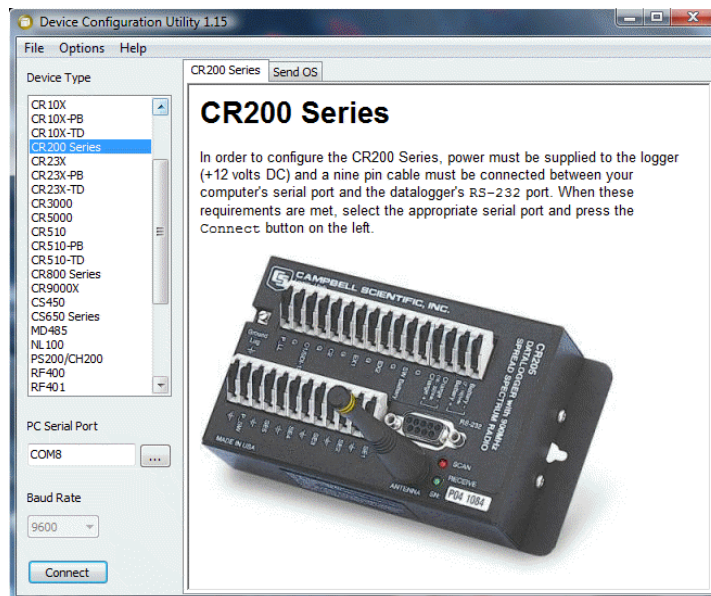 Device Configuration Utility 1.15
File Options Help
Device Type
CR10X
CR10X-PB
CR10X-TD
CR200 Series
CR23X
CR23X-PB
CR23X-TD
CR3000
CR5000
CR510
CR510-PB
CR510-TD
CR800 Series
CR9000X
CS450
CS650 Series
MD485
NL100
PS200/CH200
RF400
RF401
PC Serial Port
COM8
...
Baud Rate
9600
Connect
CR200 Series Send OS
CR200 Series
In order to configure the CR200 Series, power must be supplied to the logger
(+12 volts DC) and a nine pin cable must be connected between your
computer's serial port and the datalogger's RS-232 port. When these
requirements are met, select the appropriate serial port and press the
Connect button on the left.
CAMPBELL SCIENTIFIC, INC.
Ground
Lug
CR205
DATALOGGER with 900MHz
SPREAD SPECTRUM RADIO
RS-232
MADE IN USA
SCAN
RECEIVE
ANTENNA
SN: P04 1084